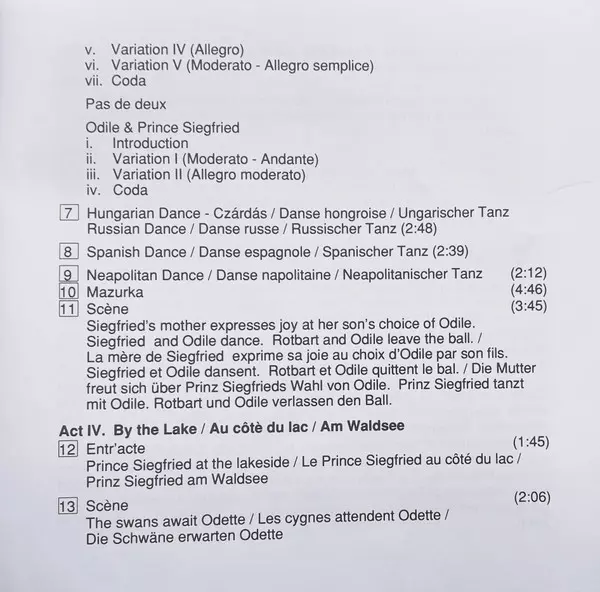 v. Variation IV (Allegro)
vi. Variation V (Moderato - Allegro semplice)
vii. Coda
Pas de deux
Odile & Prince Siegfried
i. Introduction
ii. Variation I (Moderato - Andante)
iii. Variation II (Allegro moderato)
iv. Coda
7 Hungarian Dance - Czárdás / Danse hongroise / Ungarischer Tanz
Russian Dance / Danse russe / Russischer Tanz (2:48)
8 Spanish Dance / Danse espagnole / Spanischer Tanz (2:39)
9 Neapolitan Dance / Danse napolitaine / Neapolitanischer Tanz (2:12)
10 Mazurka (4:46)
11 Scène (3:45)
Siegfried's mother expresses joy at her son's choice of Odile.
Siegfried and Odile dance. Rotbart and Odile leave the ball. /
La mère de Siegfried exprime sa joie au choix d'Odile par son fils.
Siegfried et Odile dansent. Rotbart et Odile quittent le bal. / Die Mutter
freut sich über Prinz Siegfrieds Wahl von Odile. Prinz Siegfried tanzt
mit Odile. Rotbart und Odile verlassen den Ball.
Act IV. By the Lake / Au côtè du lac / Am Waldsee
12 Entr'acte (1:45)
Prince Siegfried at the lakeside / Le Prince Siegfried au côté du lac /
Prinz Siegfried am Waldsee
13 Scène (2:06)
The swans await Odette / Les cygnes attendent Odette /
Die Schwäne erwarten Odette